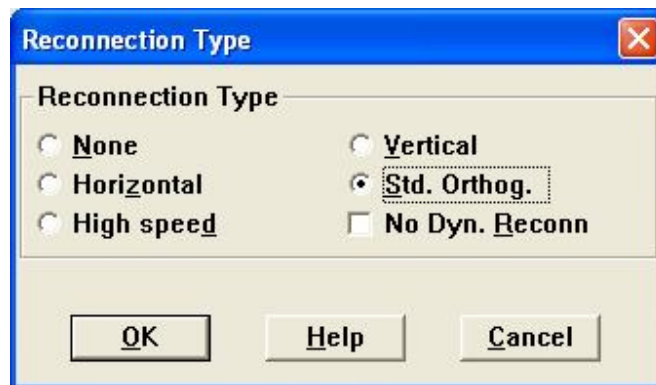 Reconnection Type
Reconnection Type
None
Vertical
Horizontal
Std. Orthog.
High speed
No Dyn. Reconn
OK
Help
Cancel